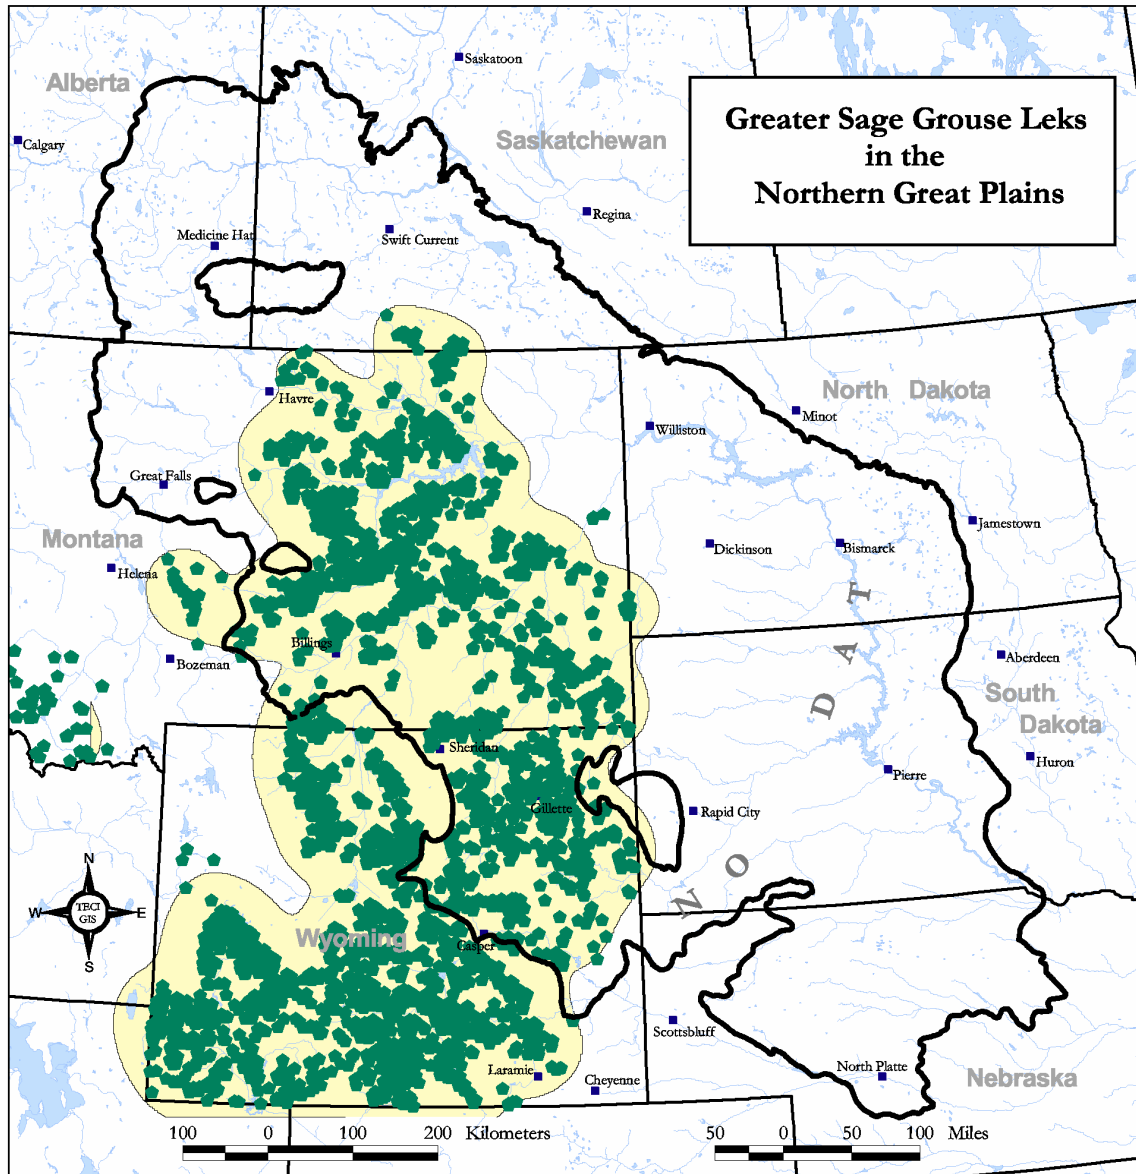 Saskatoon
Alberta
Greater Sage Grouse Leks
in the
Northern Great Plains
Calgary
Saskatchewan
Regina
Medicine Hat
Swift Current
North Dakota
Havre
Minot
Williston
Great Falls
Jamestown
Montana
Dickinson
Bismarck
Helena
NO DAT
Billings
Bozeman
Aberdeen
South
Dakota
Sheridan
Huron
Pierre
Gillette
Rapid City
N
W
TECI
GIS
E
S
Wyoming
Casper
Scottsbluff
Laramie
Cheyenne
North Platte
Nebraska
100 0 100 200 Kilometers
50 0 50 100 Miles